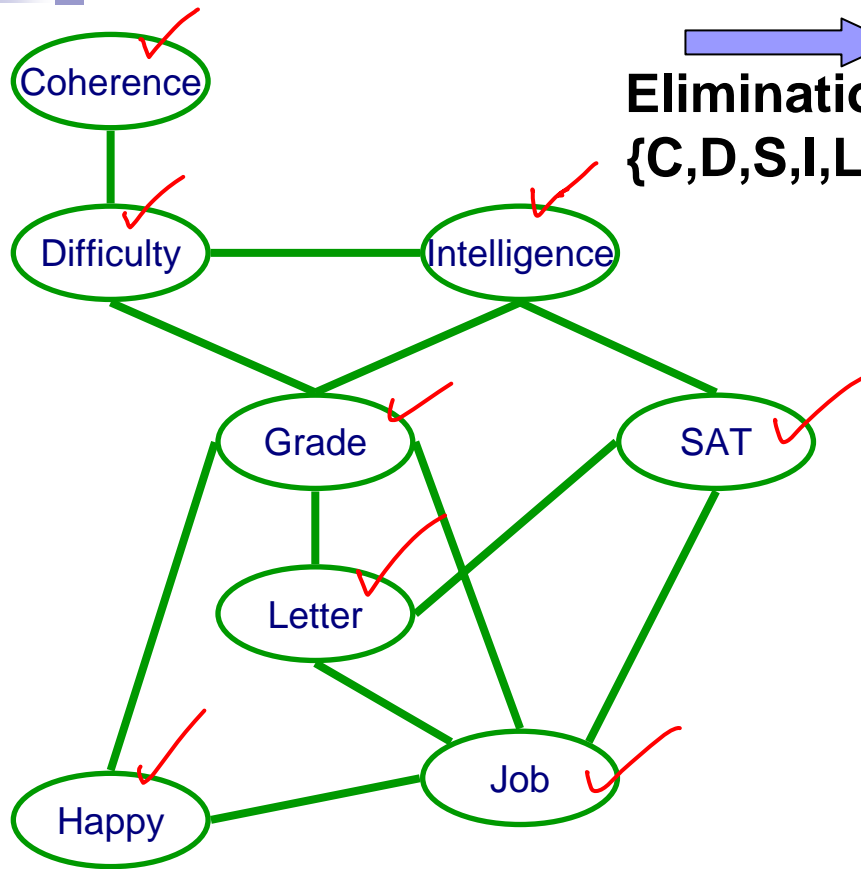 Coherence
Eliminatio
{C,D,S,I,L
Difficulty
Intelligence
Grade
SAT
Letter
Job
Happy